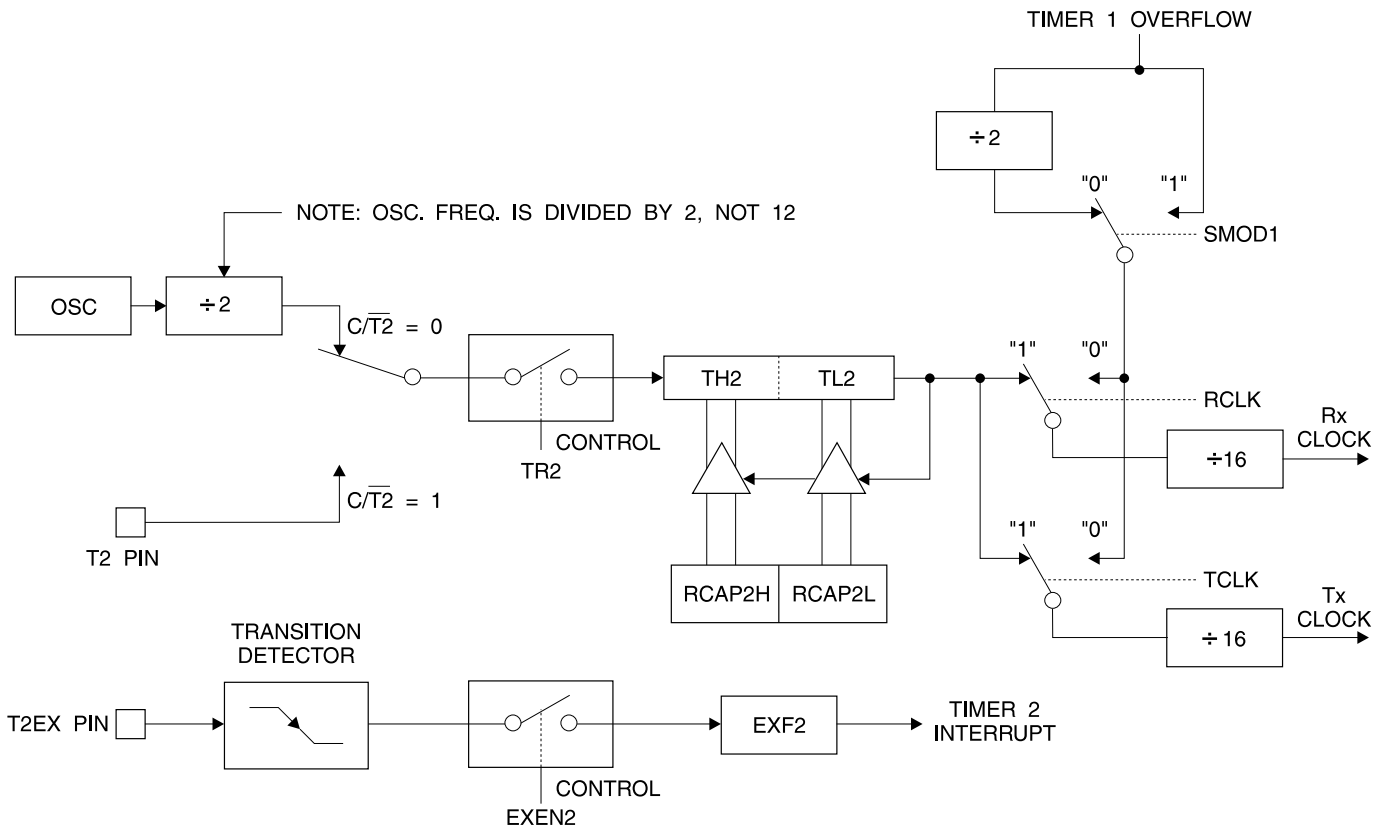 TIMER 1 OVERFLOW
÷2
"0" "1"
NOTE: OSC. FREQ. IS DIVIDED BY 2, NOT 12
SMOD1
OSC
÷2
C/T2̅ = 0
TH2 TL2
"1" "0"
RCLK
Rx
CLOCK
CONTROL
TR2
÷16
C/T2̅ = 1
T2 PIN
"1" "0"
TCLK
RCAP2H RCAP2L
Tx
CLOCK
÷16
TRANSITION
DETECTOR
T2EX PIN
EXF2
TIMER 2
INTERRUPT
CONTROL
EXEN2